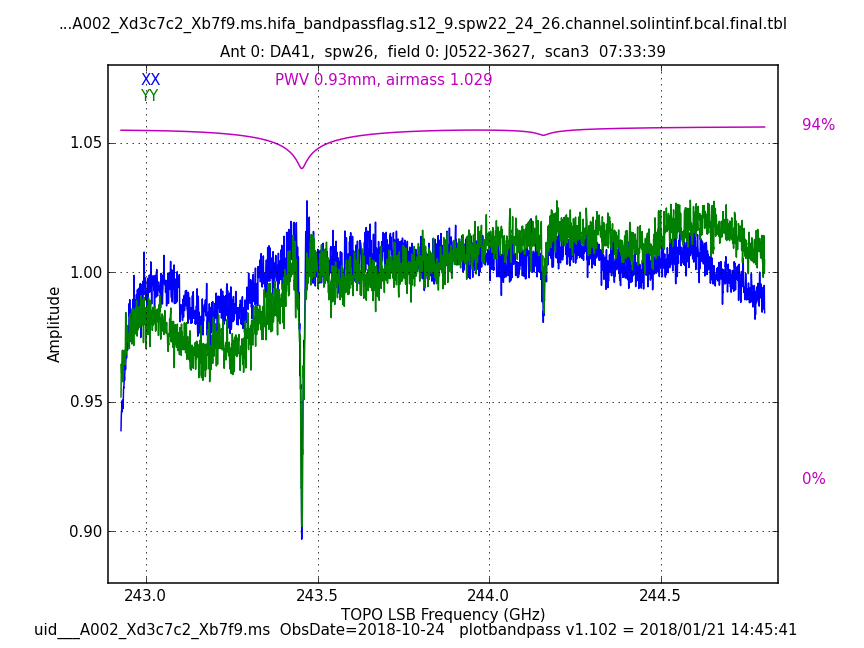 ...A002_Xd3c7c2_Xb7f9.ms.hifa_bandpassflag.s12_9.spw22_24_26.channel.solintinf.bcal.final.tbl
Ant 0: DA41,  spw26,  field 0: J0522-3627,  scan3  07:33:39
XX
PWV 0.93mm, airmass 1.029
YY
94%
1.05
1.00
Amplitude
0.95
0%
0.90
243.0 243.5 244.0 244.5
TOPO LSB Frequency (GHz)
uid___A002_Xd3c7c2_Xb7f9.ms  ObsDate=2018-10-24   plotbandpass v1.102 = 2018/01/21 14:45:41